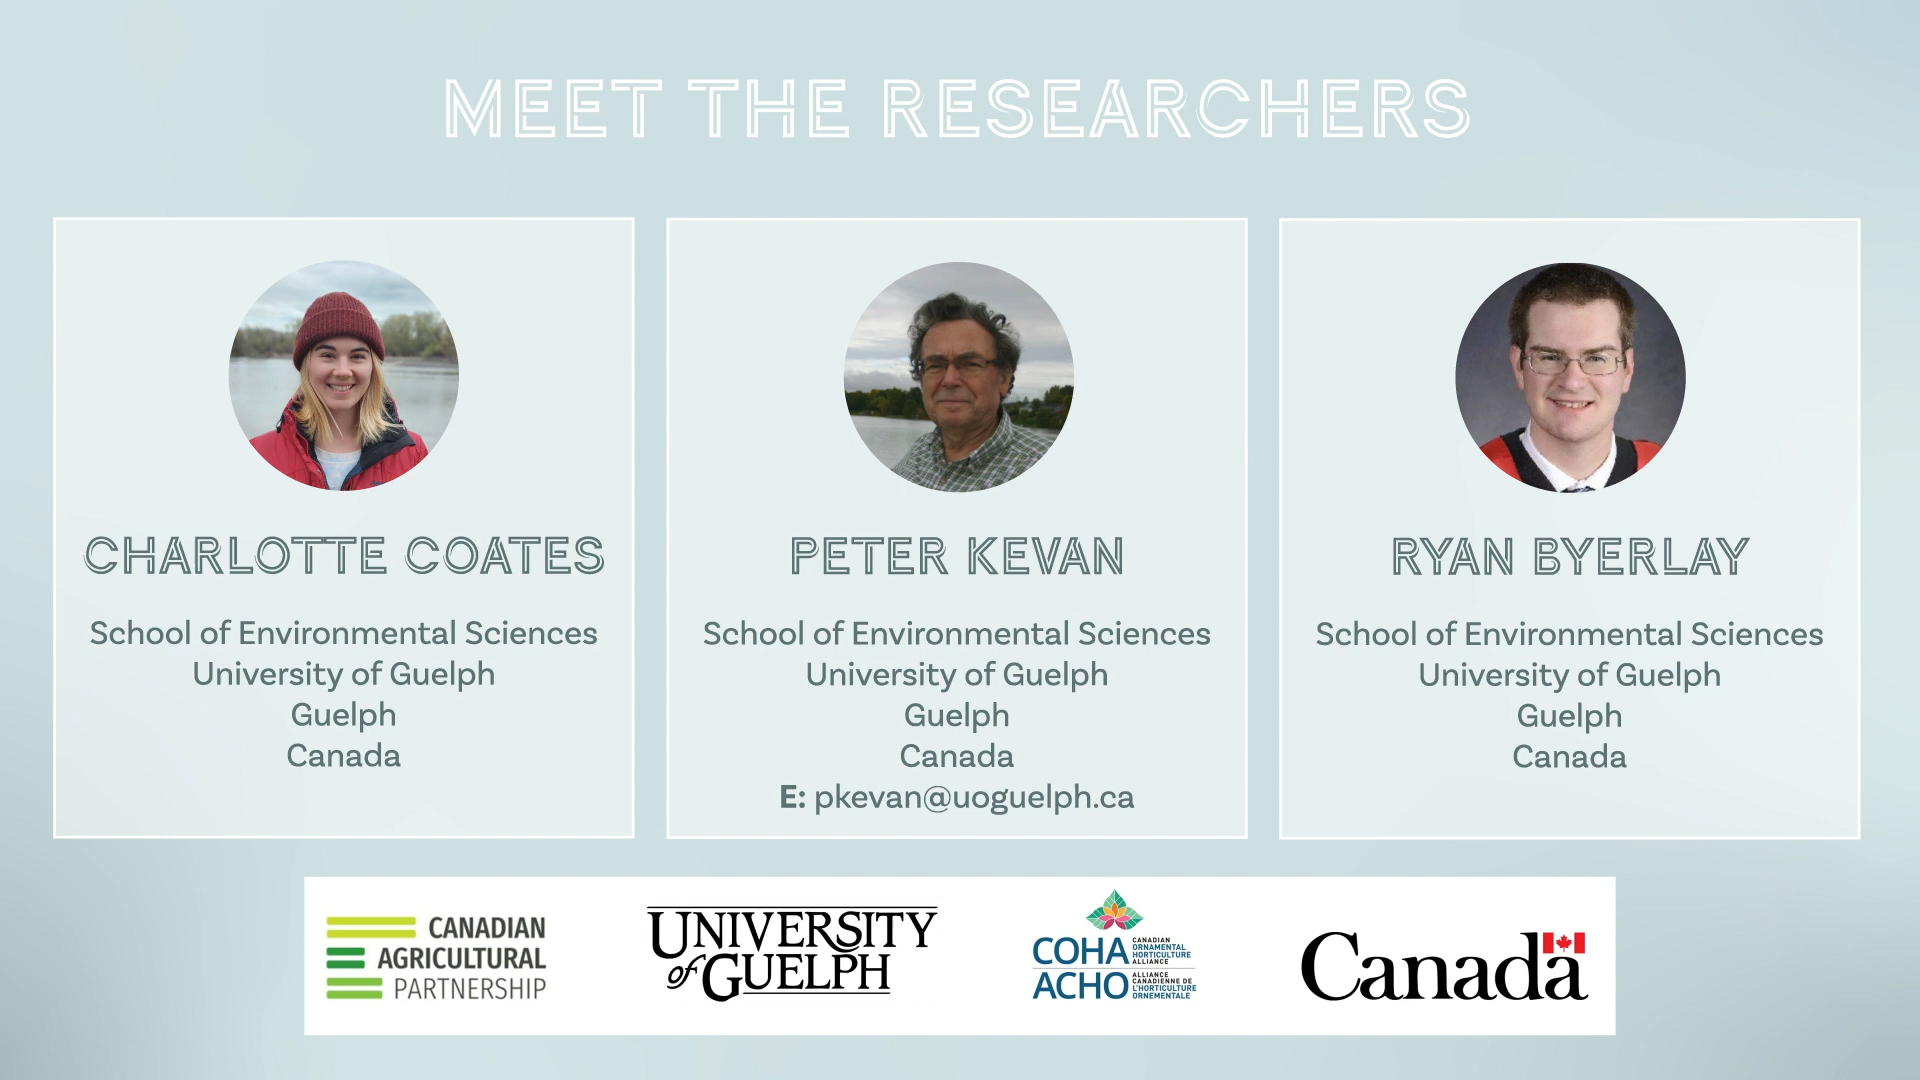 MEET THE RESEARCHERS
CHARLOTTE COATES
School of Environmental Sciences
University of Guelph
Guelph
Canada
PETER KEVAN
School of Environmental Sciences
University of Guelph
Guelph
Canada
E: pkevan@uoguelph.ca
RYAN BYERLAY
School of Environmental Sciences
University of Guelph
Guelph
Canada
CANADIAN
AGRICULTURAL
PARTNERSHIP
UNIVERSITY
of GUELPH
COHA
CANADIAN
ORNAMENTAL
HORTICULTURE
ALLIANCE
ACHO
ALLIANCE
CANADIENNE DE
L'HORTICULTURE
ORNEMENTALE
Canada